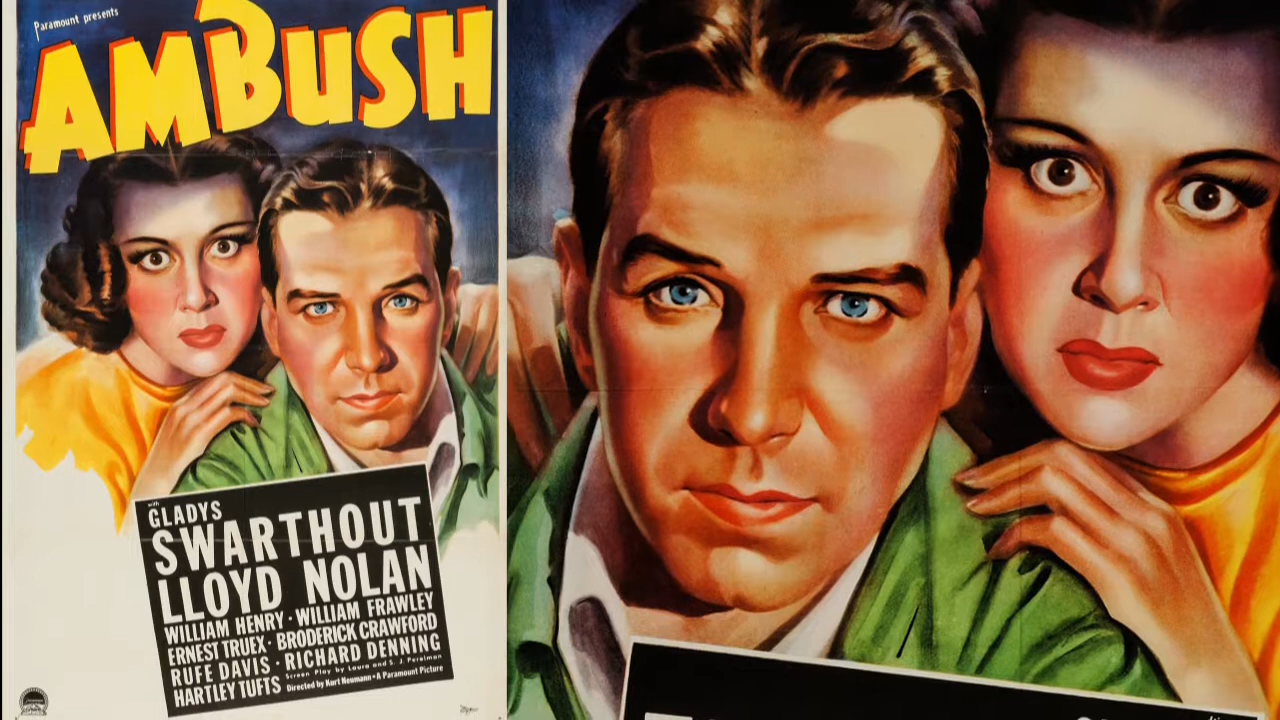 Paramount presents
AMBUSH
with
GLADYS
SWARTHOUT
LLOYD NOLAN
WILLIAM HENRY · WILLIAM FRAWLEY
ERNEST TRUEX · BRODERICK CRAWFORD
RUFE DAVIS · RICHARD DENNING
HARTLEY TUFTS
Screen Play by Laura and S. J. Perelman
Directed by Kurt Neumann · A Paramount Picture